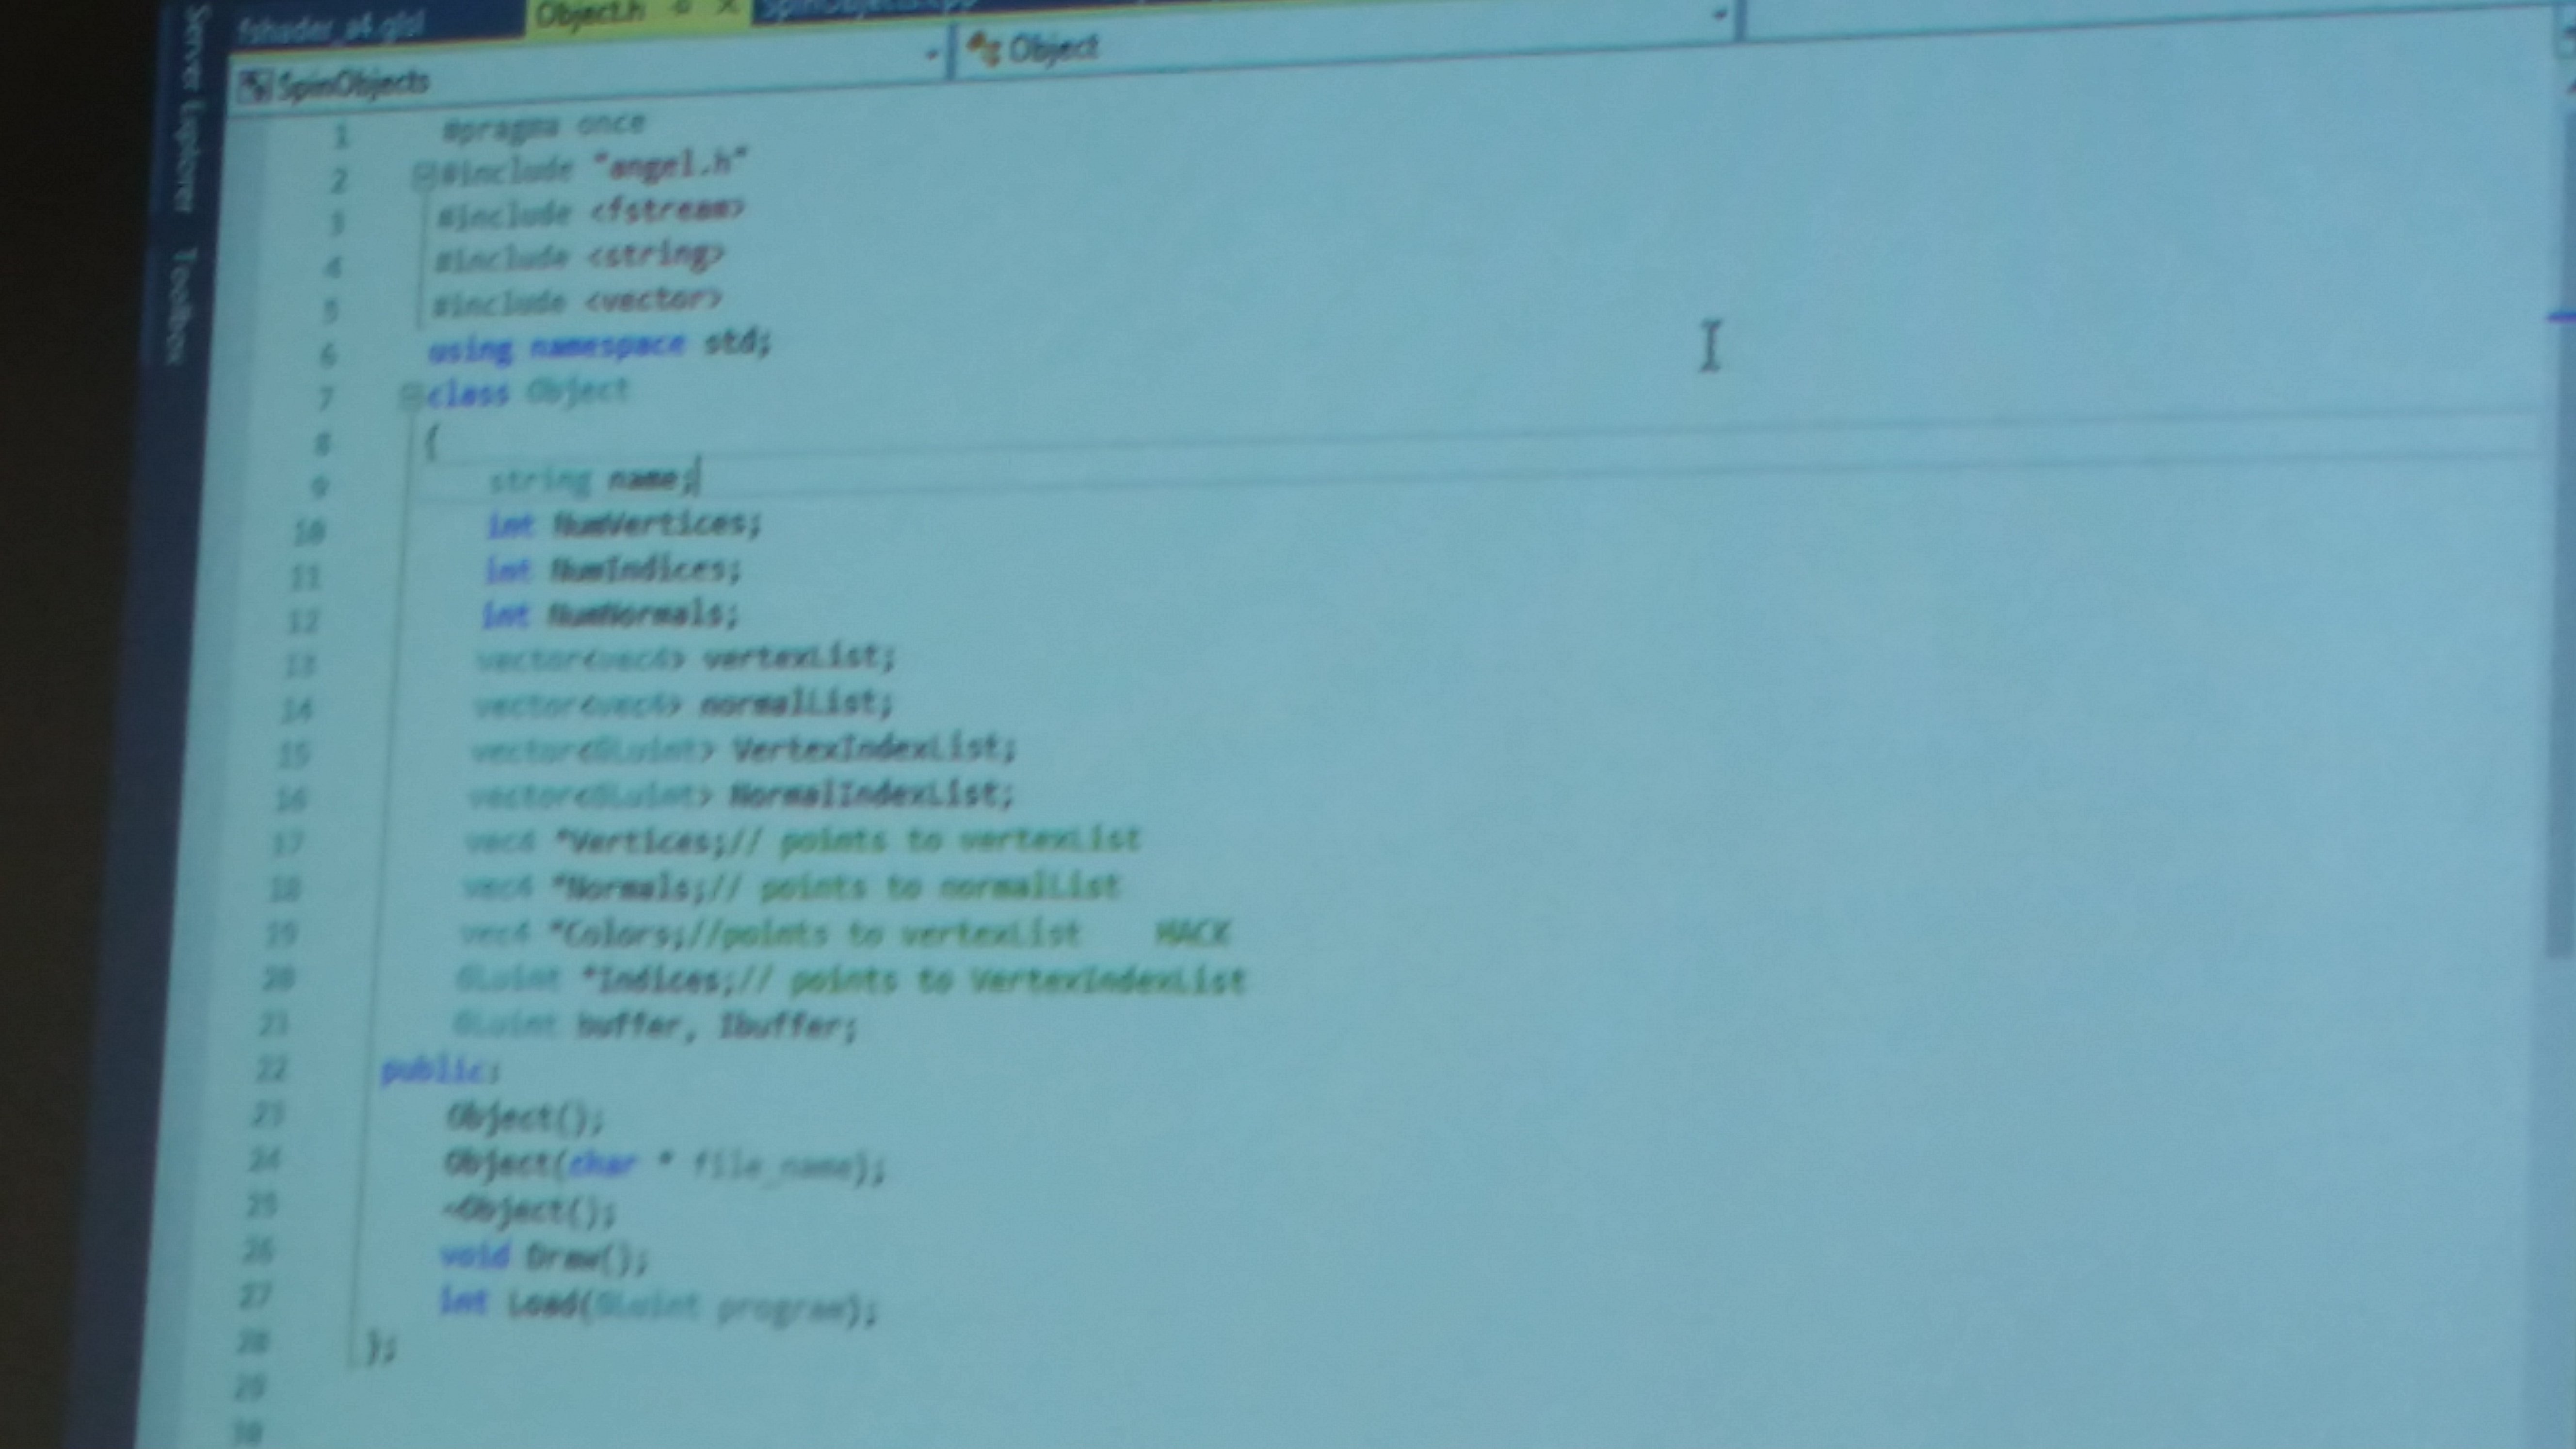 fshader_a4.glsl Object.h SpinObjects.cpp
SpinObjects Object
Server Explorer Toolbox
1 #pragma once
2 #include "angel.h"
3 #include <fstream>
4 #include <string>
5 #include <vector>
6 using namespace std;
7 class Object
8 {
9 string name;
10 int NumVertices;
11 int NumIndices;
12 int NumNormals;
13 vector<vec4> vertexList;
14 vector<vec4> normalList;
15 vector<GLuint> VertexIndexList;
16 vector<GLuint> NormalIndexList;
17 vec4 *Vertices;// points to vertexList
18 vec4 *Normals;// points to normalList
19 vec4 *Colors;//points to vertexList HACK
20 GLuint *Indices;// points to VertexIndexList
21 GLuint buffer, Ibuffer;
22 public:
23 Object();
24 Object(char * file_name);
25 ~Object();
26 void Draw();
27 int Load(GLuint program);
28 };
29
30